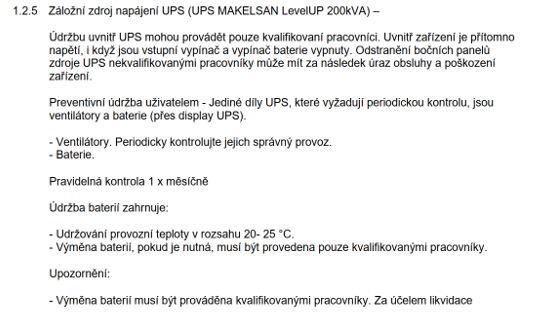 1.2.5 Záložní zdroj napájení UPS (UPS MAKELSAN LevelUP 200kVA) –
Údržbu uvnitř UPS mohou provádět pouze kvalifikovaní pracovníci. Uvnitř zařízení je přítomno
napětí, i když jsou vstupní vypínač a vypínač baterie vypnuty. Odstranění bočních panelů
zdroje UPS nekvalifikovanými pracovníky může mít za následek úraz obsluhy a poškození
zařízení.
Preventivní údržba uživatelem - Jediné díly UPS, které vyžadují periodickou kontrolu, jsou
ventilátory a baterie (přes display UPS).
- Ventilátory. Periodicky kontrolujte jejich správný provoz.
- Baterie.
Pravidelná kontrola 1 x měsíčně
Údržba baterií zahrnuje:
- Udržování provozní teploty v rozsahu 20- 25 °C.
- Výměna baterií, pokud je nutná, musí být provedena pouze kvalifikovanými pracovníky.
Upozornění:
- Výměna baterií musí být prováděna kvalifikovanými pracovníky. Za účelem likvidace